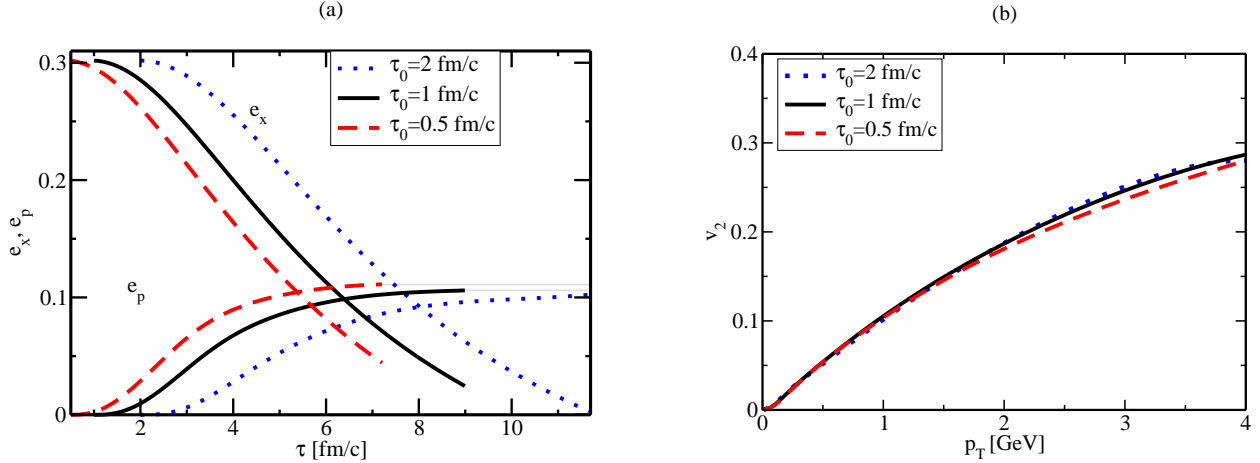 (a)
0.3
0.2
0.1
0
e_x, e_p
τ_0=2 fm/c
τ_0=1 fm/c
τ_0=0.5 fm/c
e_x
e_p
2 4 6 8 10
τ [fm/c]
(b)
0.4
0.3
0.2
0.1
0
v_2
τ_0=2 fm/c
τ_0=1 fm/c
τ_0=0.5 fm/c
0 1 2 3 4
p_T [GeV]